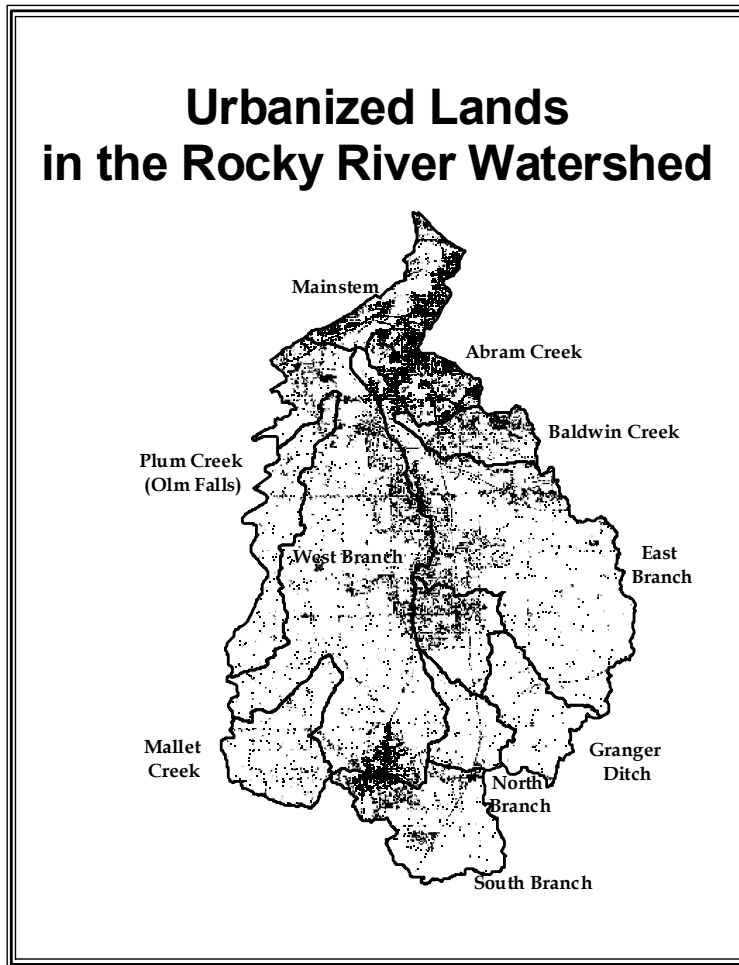 Urbanized Lands
in the Rocky River Watershed
Mainstem
Abram Creek
Baldwin Creek
Plum Creek
(Olm Falls)
West Branch
East
Branch
Mallet
Creek
Granger
Ditch
North
Branch
South Branch